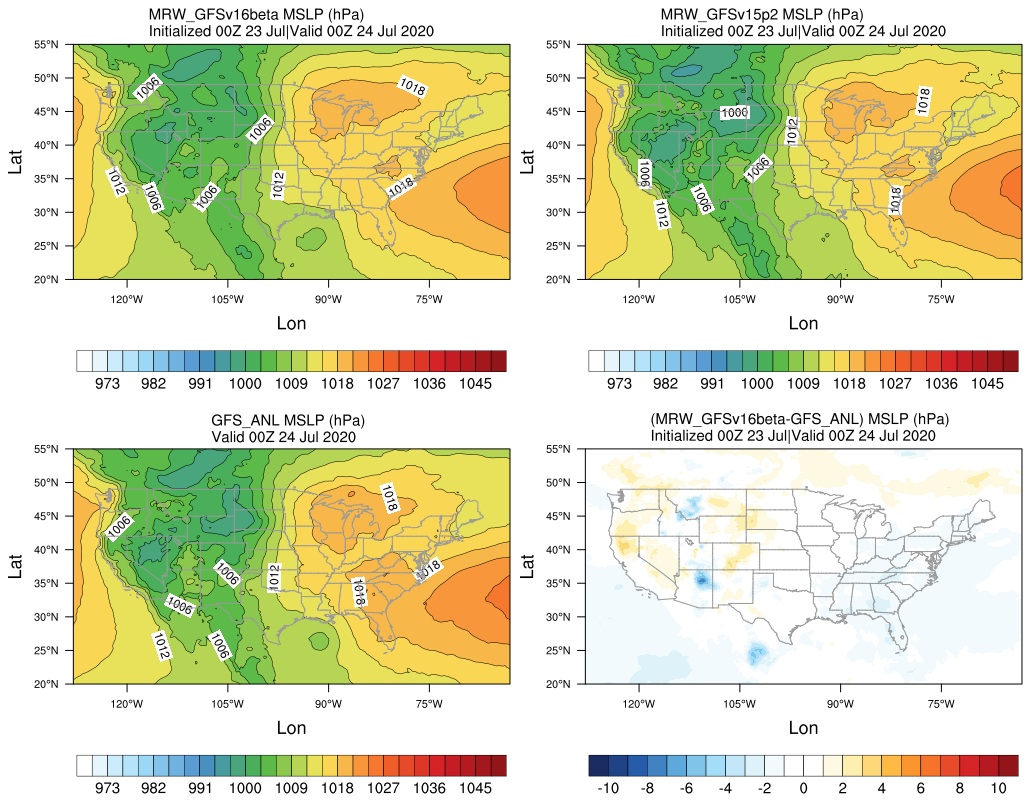 MRW_GFSv16beta MSLP (hPa)
Initialized 00Z 23 Jul|Valid 00Z 24 Jul 2020
55°N
50°N
45°N
40°N
35°N
30°N
25°N
20°N
Lat
1006
1018
1006
1012
1006
1006
1012
1018
120°W
105°W
90°W
75°W
Lon
973 982 991 1000 1009 1018 1027 1036 1045
MRW_GFSv15p2 MSLP (hPa)
Initialized 00Z 23 Jul|Valid 00Z 24 Jul 2020
55°N
50°N
45°N
40°N
35°N
30°N
25°N
20°N
Lat
1018
1000
1012
1006
1006
1006
1012
1018
120°W
105°W
90°W
75°W
Lon
973 982 991 1000 1009 1018 1027 1036 1045
GFS_ANL MSLP (hPa)
Valid 00Z 24 Jul 2020
55°N
50°N
45°N
40°N
35°N
30°N
25°N
20°N
Lat
1018
1006
1006
1012
1018
1018
1006
1012
1006
120°W
105°W
90°W
75°W
Lon
973 982 991 1000 1009 1018 1027 1036 1045
(MRW_GFSv16beta-GFS_ANL) MSLP (hPa)
Initialized 00Z 23 Jul|Valid 00Z 24 Jul 2020
55°N
50°N
45°N
40°N
35°N
30°N
25°N
20°N
Lat
120°W
105°W
90°W
75°W
Lon
-10 -8 -6 -4 -2 0 2 4 6 8 10